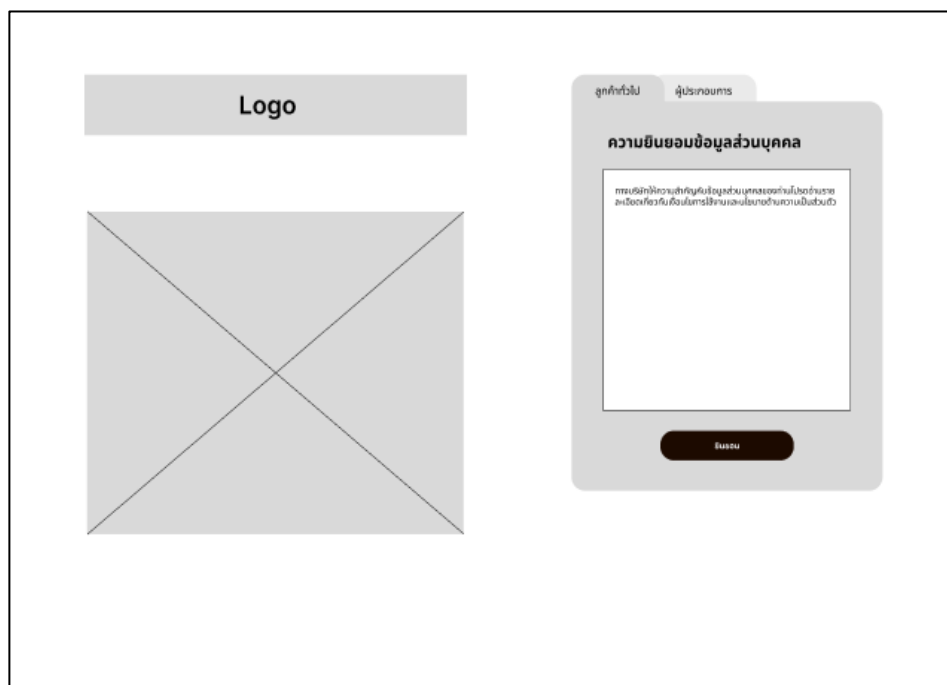 Logo
ลูกค้าทั่วไป
ผู้ประกอบการ
ความยินยอมข้อมูลส่วนบุคคล
ทางบริษัทให้ความสำคัญกับข้อมูลส่วนบุคคลของท่านโปรดอ่านราย
ละเอียดเกี่ยวกับเงื่อนไขการใช้งานและนโยบายด้านความเป็นส่วนตัว
ยินยอม